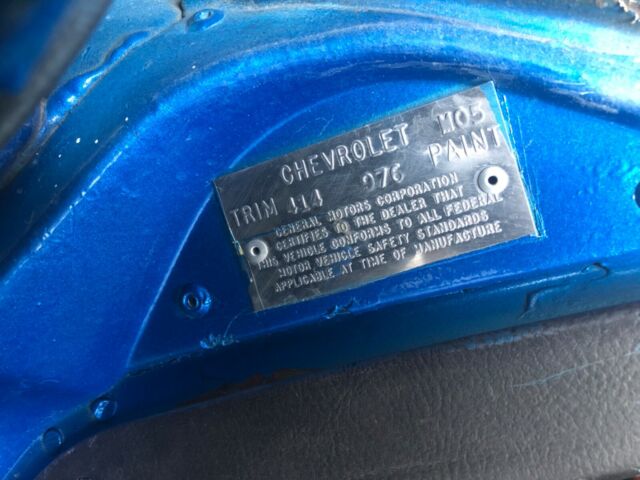 CHEVROLET M05
TRIM 414 976 PAINT
GENERAL MOTORS CORPORATION
CERTIFIES TO THE DEALER THAT
THIS VEHICLE CONFORMS TO ALL FEDERAL
MOTOR VEHICLE SAFETY STANDARDS
APPLICABLE AT TIME OF MANUFACTURE